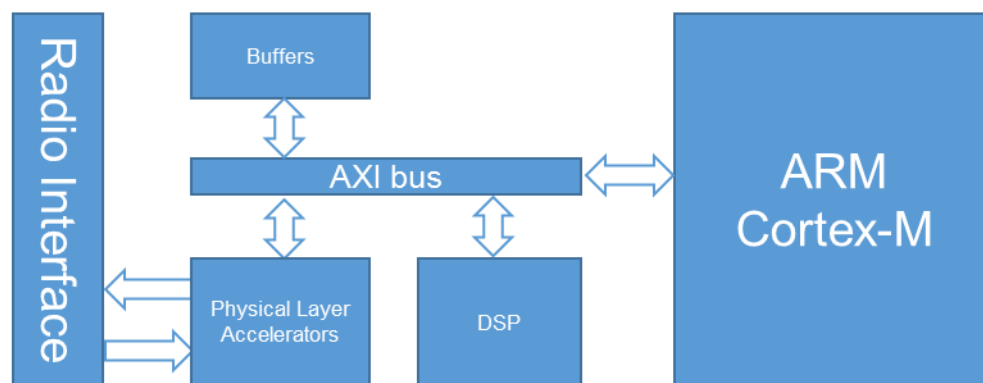 Radio Interface
Buffers
AXI bus
ARM
Cortex-M
Physical Layer
Accelerators
DSP